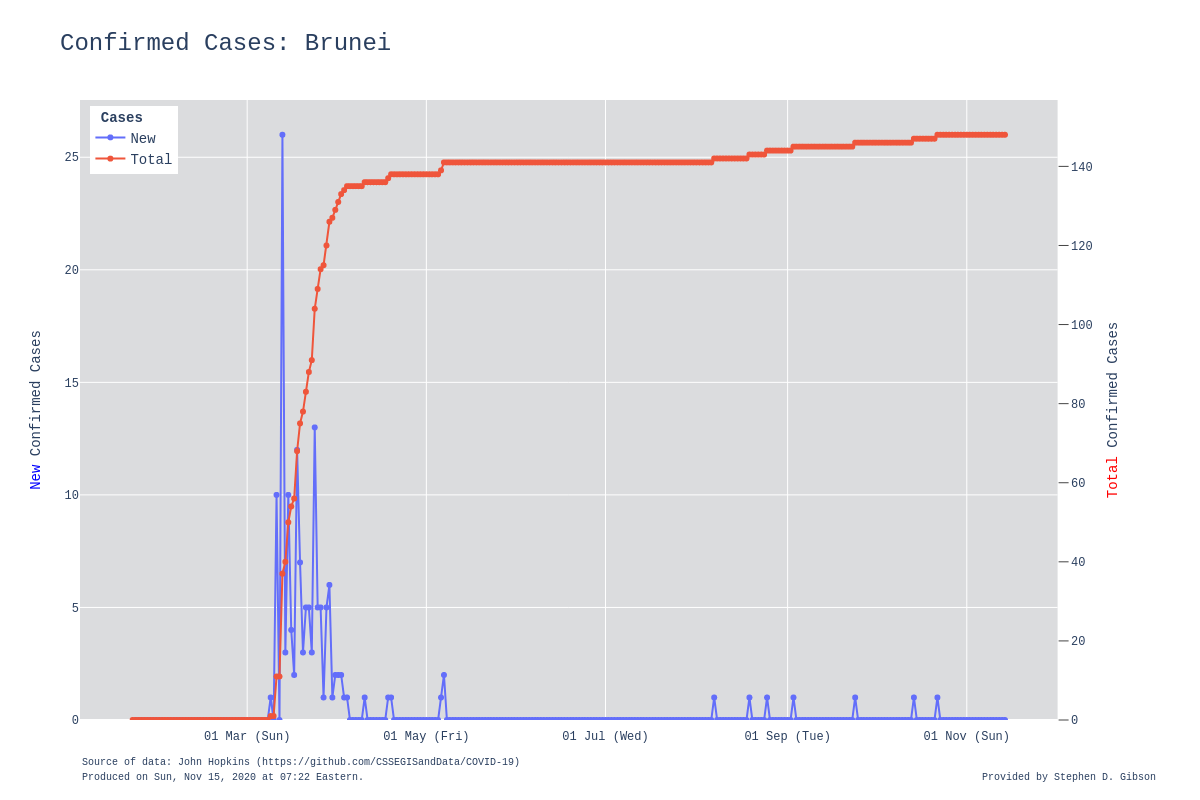 Confirmed Cases: Brunei
Cases
New
Total
25
20
15
10
5
0
140
120
100
80
60
40
20
0
New Confirmed Cases
Total Confirmed Cases
01 Mar (Sun)
01 May (Fri)
01 Jul (Wed)
01 Sep (Tue)
01 Nov (Sun)
Source of data: John Hopkins (https://github.com/CSSEGISandData/COVID-19)
Produced on Sun, Nov 15, 2020 at 07:22 Eastern.
Provided by Stephen D. Gibson